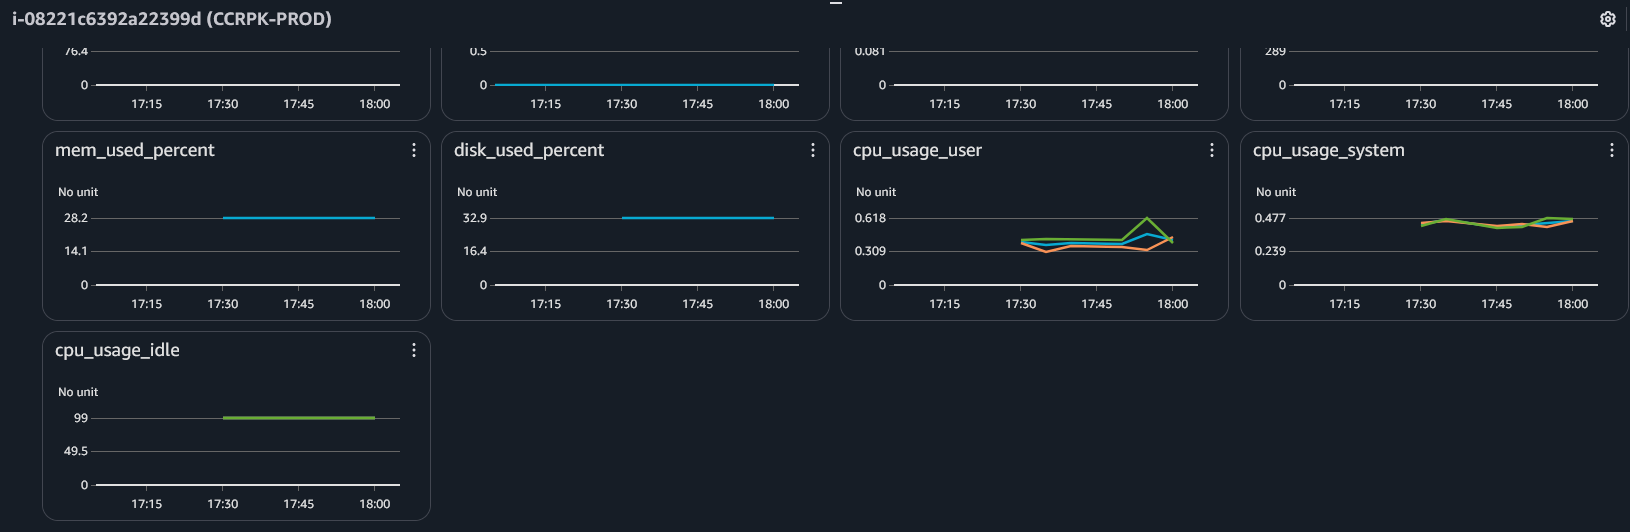 i-08221c6392a22399d (CCRPK-PROD)
76.4
0
17:15 17:30 17:45 18:00
0.5
0
17:15 17:30 17:45 18:00
0.081
0
17:15 17:30 17:45 18:00
289
0
17:15 17:30 17:45 18:00
mem_used_percent
No unit
28.2
14.1
0
17:15 17:30 17:45 18:00
disk_used_percent
No unit
32.9
16.4
0
17:15 17:30 17:45 18:00
cpu_usage_user
No unit
0.618
0.309
0
17:15 17:30 17:45 18:00
cpu_usage_system
No unit
0.477
0.239
0
17:15 17:30 17:45 18:00
cpu_usage_idle
No unit
99
49.5
0
17:15 17:30 17:45 18:00